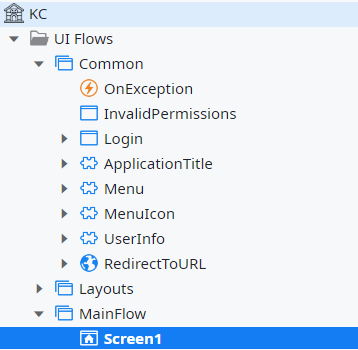 KC
UI Flows
Common
OnException
InvalidPermissions
Login
ApplicationTitle
Menu
MenuIcon
UserInfo
RedirectToURL
Layouts
MainFlow
Screen1